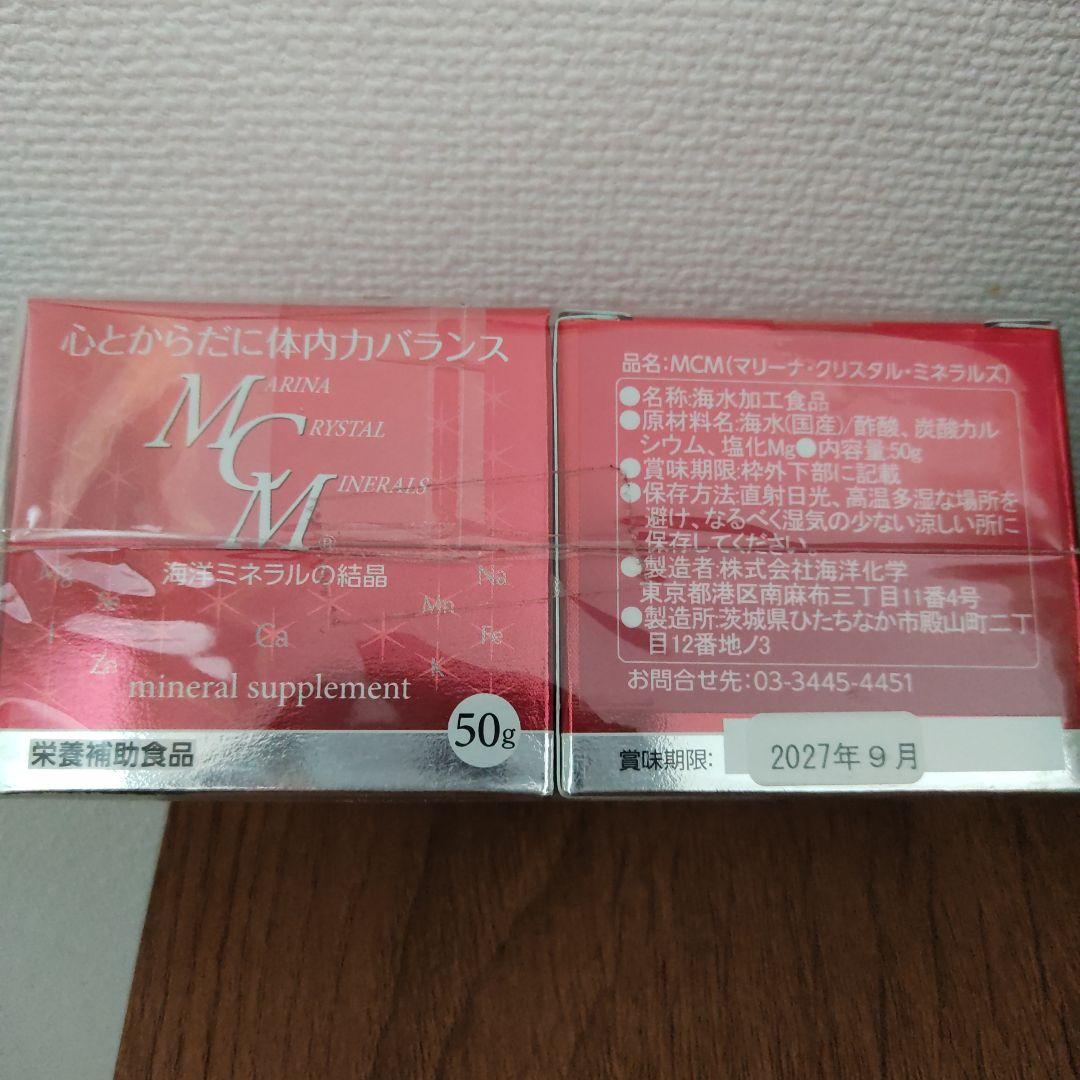 心とからだに体内力バランス
MARINA
CRYSTAL
MINERALS
®
海洋ミネラルの結晶
Mg
Na
Se
Mn
I
Ca
Fe
Zn
K
mineral supplement
50g
栄養補助食品
品名:MCM(マリーナ・クリスタル・ミネラルズ)
●名称:海水加工食品
●原材料名:海水(国産)/酢酸、炭酸カル
シウム、塩化Mg●内容量:50g
●賞味期限:枠外下部に記載
●保存方法:直射日光、高温多湿な場所を
避け、なるべく湿気の少ない涼しい所に
保存してください。
●製造者:株式会社海洋化学
東京都港区南麻布三丁目11番4号
●製造所:茨城県ひたちなか市殿山町二丁
目12番地ノ3
お問合せ先:03-3445-4451
賞味期限: 2027年9月